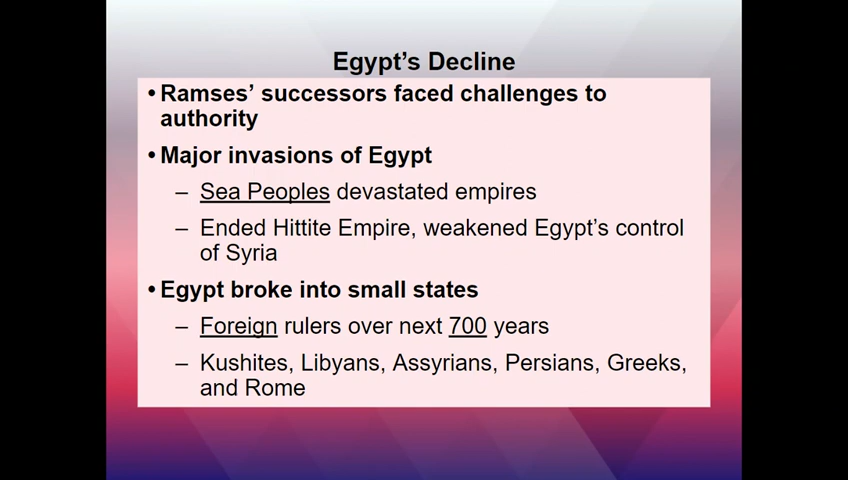 Egypt's Decline
• Ramses' successors faced challenges to
authority
• Major invasions of Egypt
– Sea Peoples devastated empires
– Ended Hittite Empire, weakened Egypt's control
of Syria
• Egypt broke into small states
– Foreign rulers over next 700 years
– Kushites, Libyans, Assyrians, Persians, Greeks,
and Rome